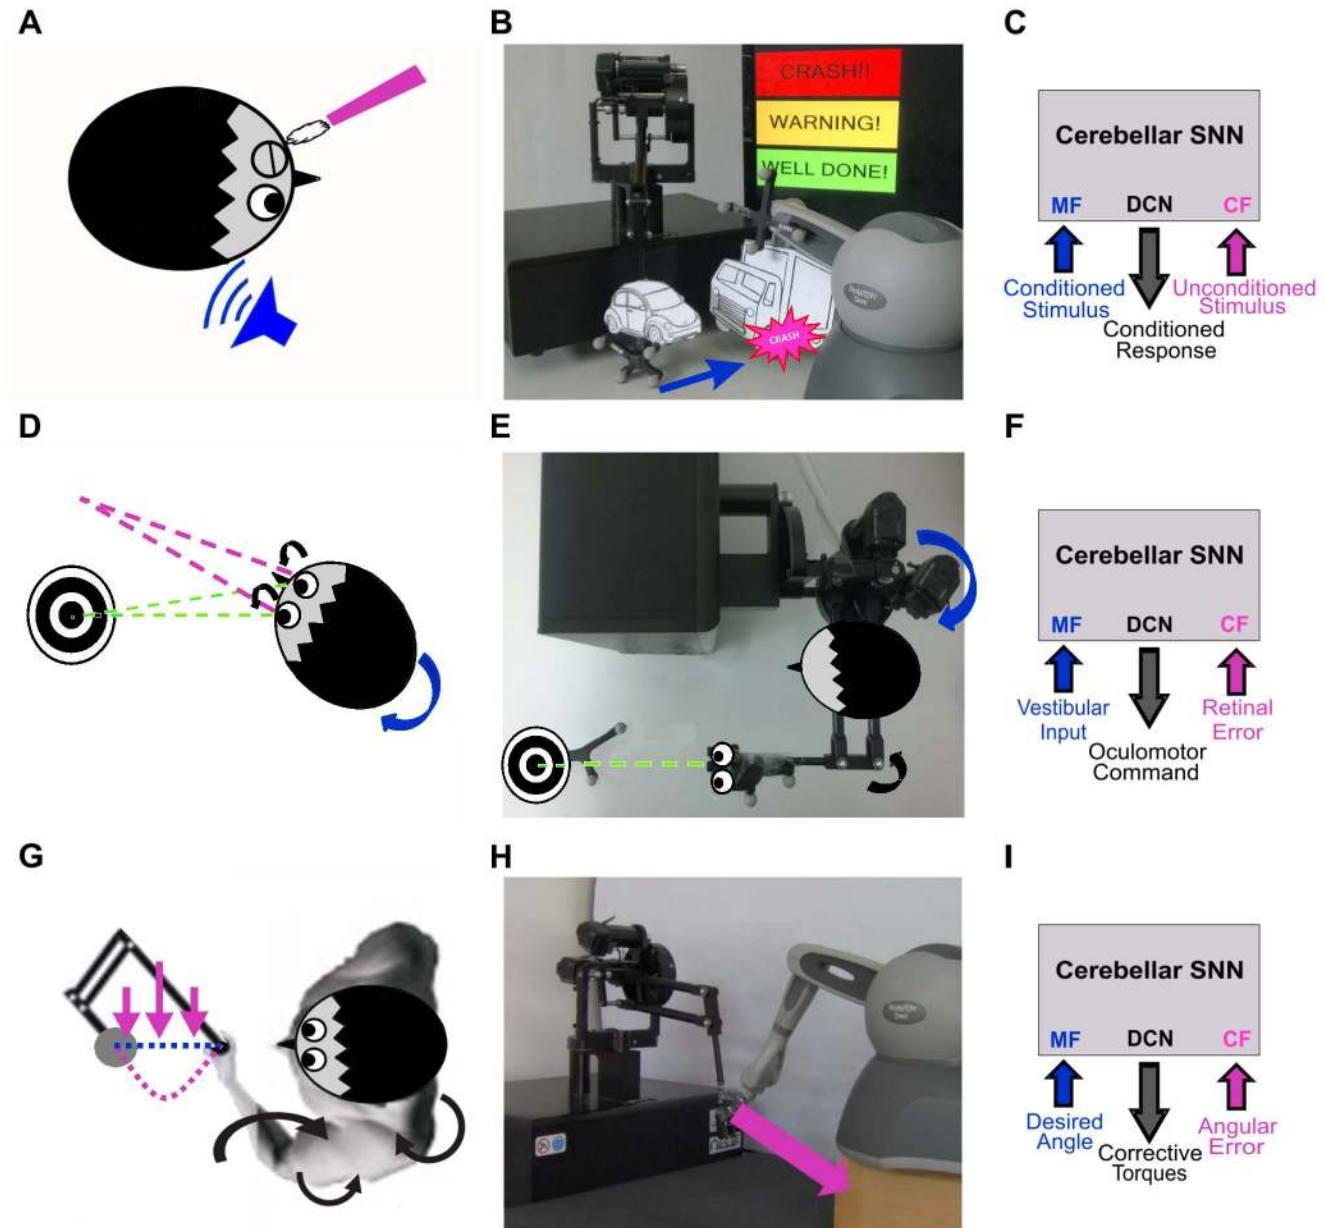 A
B
C
CRASH!!
WARNING!
WELL DONE!
PHANTOM
CRASH
Cerebellar SNN
MF DCN CF
Conditioned Stimulus
Conditioned Response
Unconditioned Stimulus
D
E
F
Cerebellar SNN
MF DCN CF
Vestibular Input
Oculomotor Command
Retinal Error
G
H
I
PHANTOM
Cerebellar SNN
MF DCN CF
Desired Angle
Corrective Torques
Angular Error